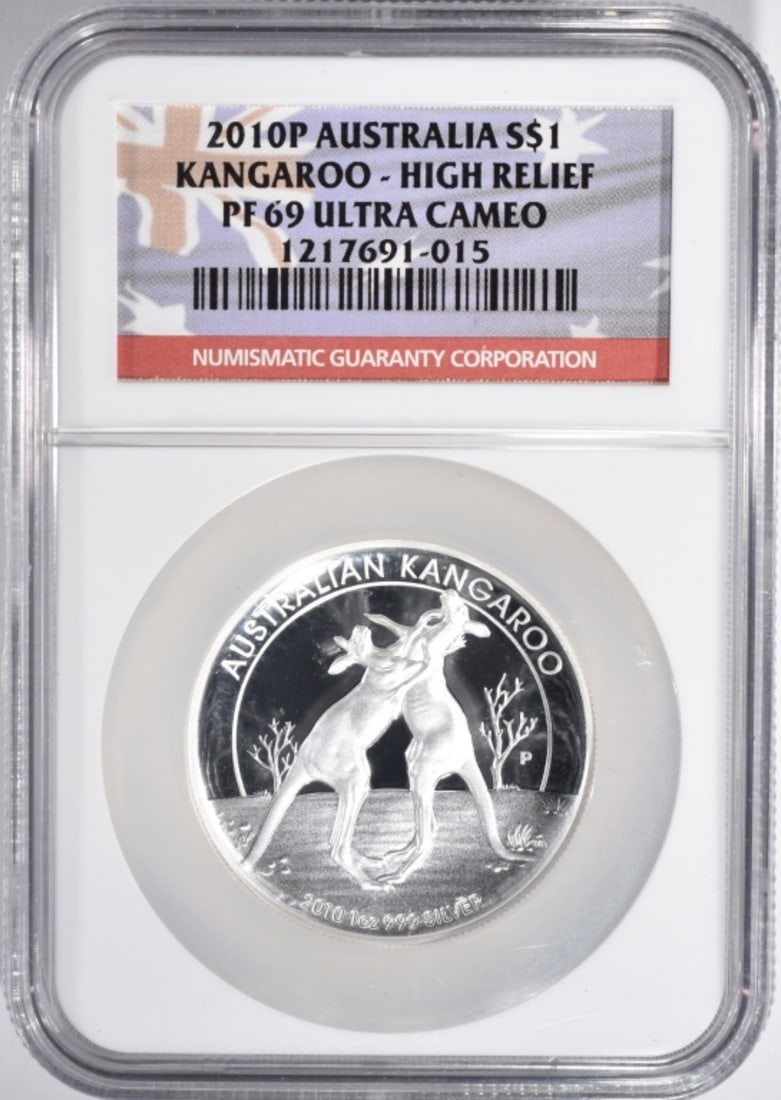 2010P AUSTRALIA S$1
KANGAROO - HIGH RELIEF
PF 69 ULTRA CAMEO
1217691-015
NUMISMATIC GUARANTY CORPORATION
AUSTRALIAN KANGAROO
P
2010 1oz 999 SILVER